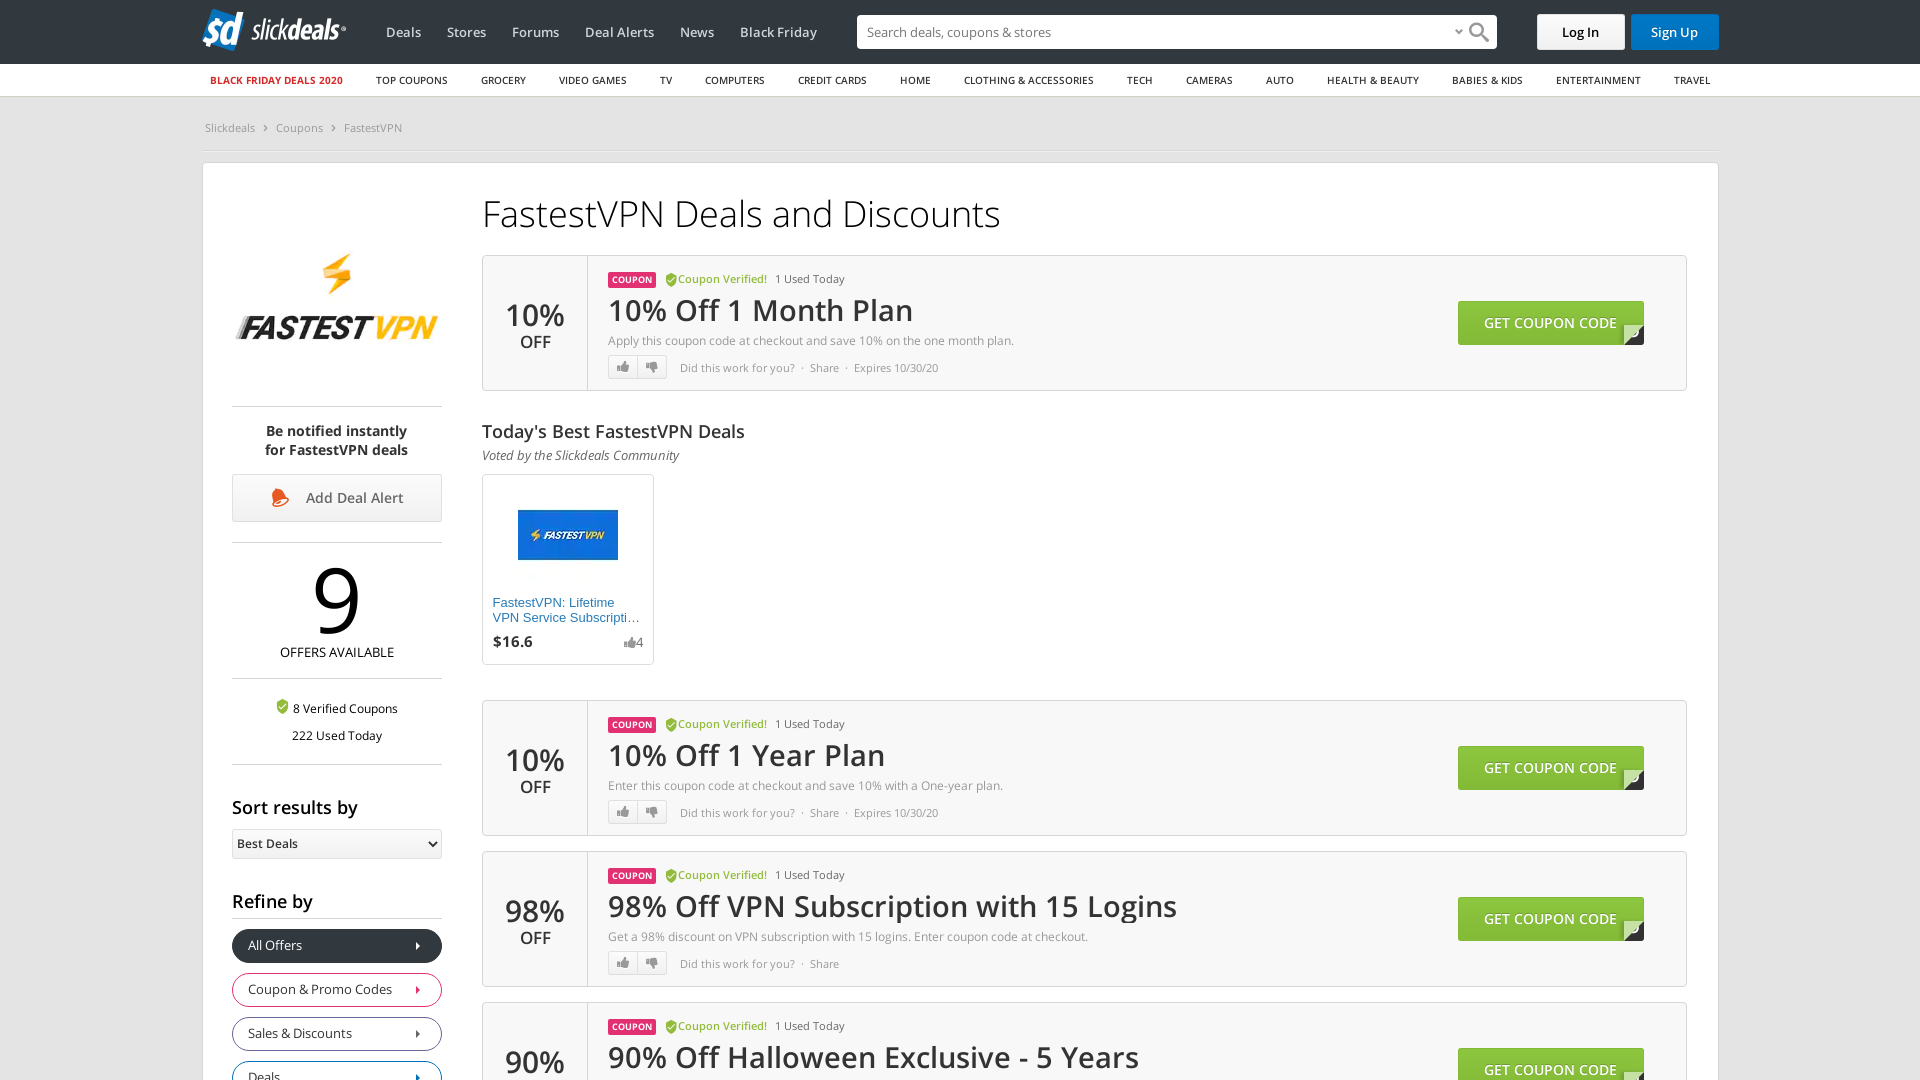 slickdeals
Deals
Stores
Forums
Deal Alerts
News
Black Friday
Search deals, coupons & stores
Log In
Sign Up
BLACK FRIDAY DEALS 2020
TOP COUPONS
GROCERY
VIDEO GAMES
TV
COMPUTERS
CREDIT CARDS
HOME
CLOTHING & ACCESSORIES
TECH
CAMERAS
AUTO
HEALTH & BEAUTY
BABIES & KIDS
ENTERTAINMENT
TRAVEL
Slickdeals > Coupons > FastestVPN
FASTESTVPN
Be notified instantly
for FastestVPN deals
Add Deal Alert
9
OFFERS AVAILABLE
8 Verified Coupons
222 Used Today
Sort results by
Best Deals
Refine by
All Offers
Coupon & Promo Codes
Sales & Discounts
Deals
FastestVPN Deals and Discounts
10%
OFF
COUPON Coupon Verified! 1 Used Today
10% Off 1 Month Plan
Apply this coupon code at checkout and save 10% on the one month plan.
Did this work for you? · Share · Expires 10/30/20
GET COUPON CODE
Today's Best FastestVPN Deals
Voted by the Slickdeals Community
FASTESTVPN
FastestVPN: Lifetime
VPN Service Subscripti...
$16.6
4
10%
OFF
COUPON Coupon Verified! 1 Used Today
10% Off 1 Year Plan
Enter this coupon code at checkout and save 10% with a One-year plan.
Did this work for you? · Share · Expires 10/30/20
GET COUPON CODE
98%
OFF
COUPON Coupon Verified! 1 Used Today
98% Off VPN Subscription with 15 Logins
Get a 98% discount on VPN subscription with 15 logins. Enter coupon code at checkout.
Did this work for you? · Share
GET COUPON CODE
90%
COUPON Coupon Verified! 1 Used Today
90% Off Halloween Exclusive - 5 Years
GET COUPON CODE